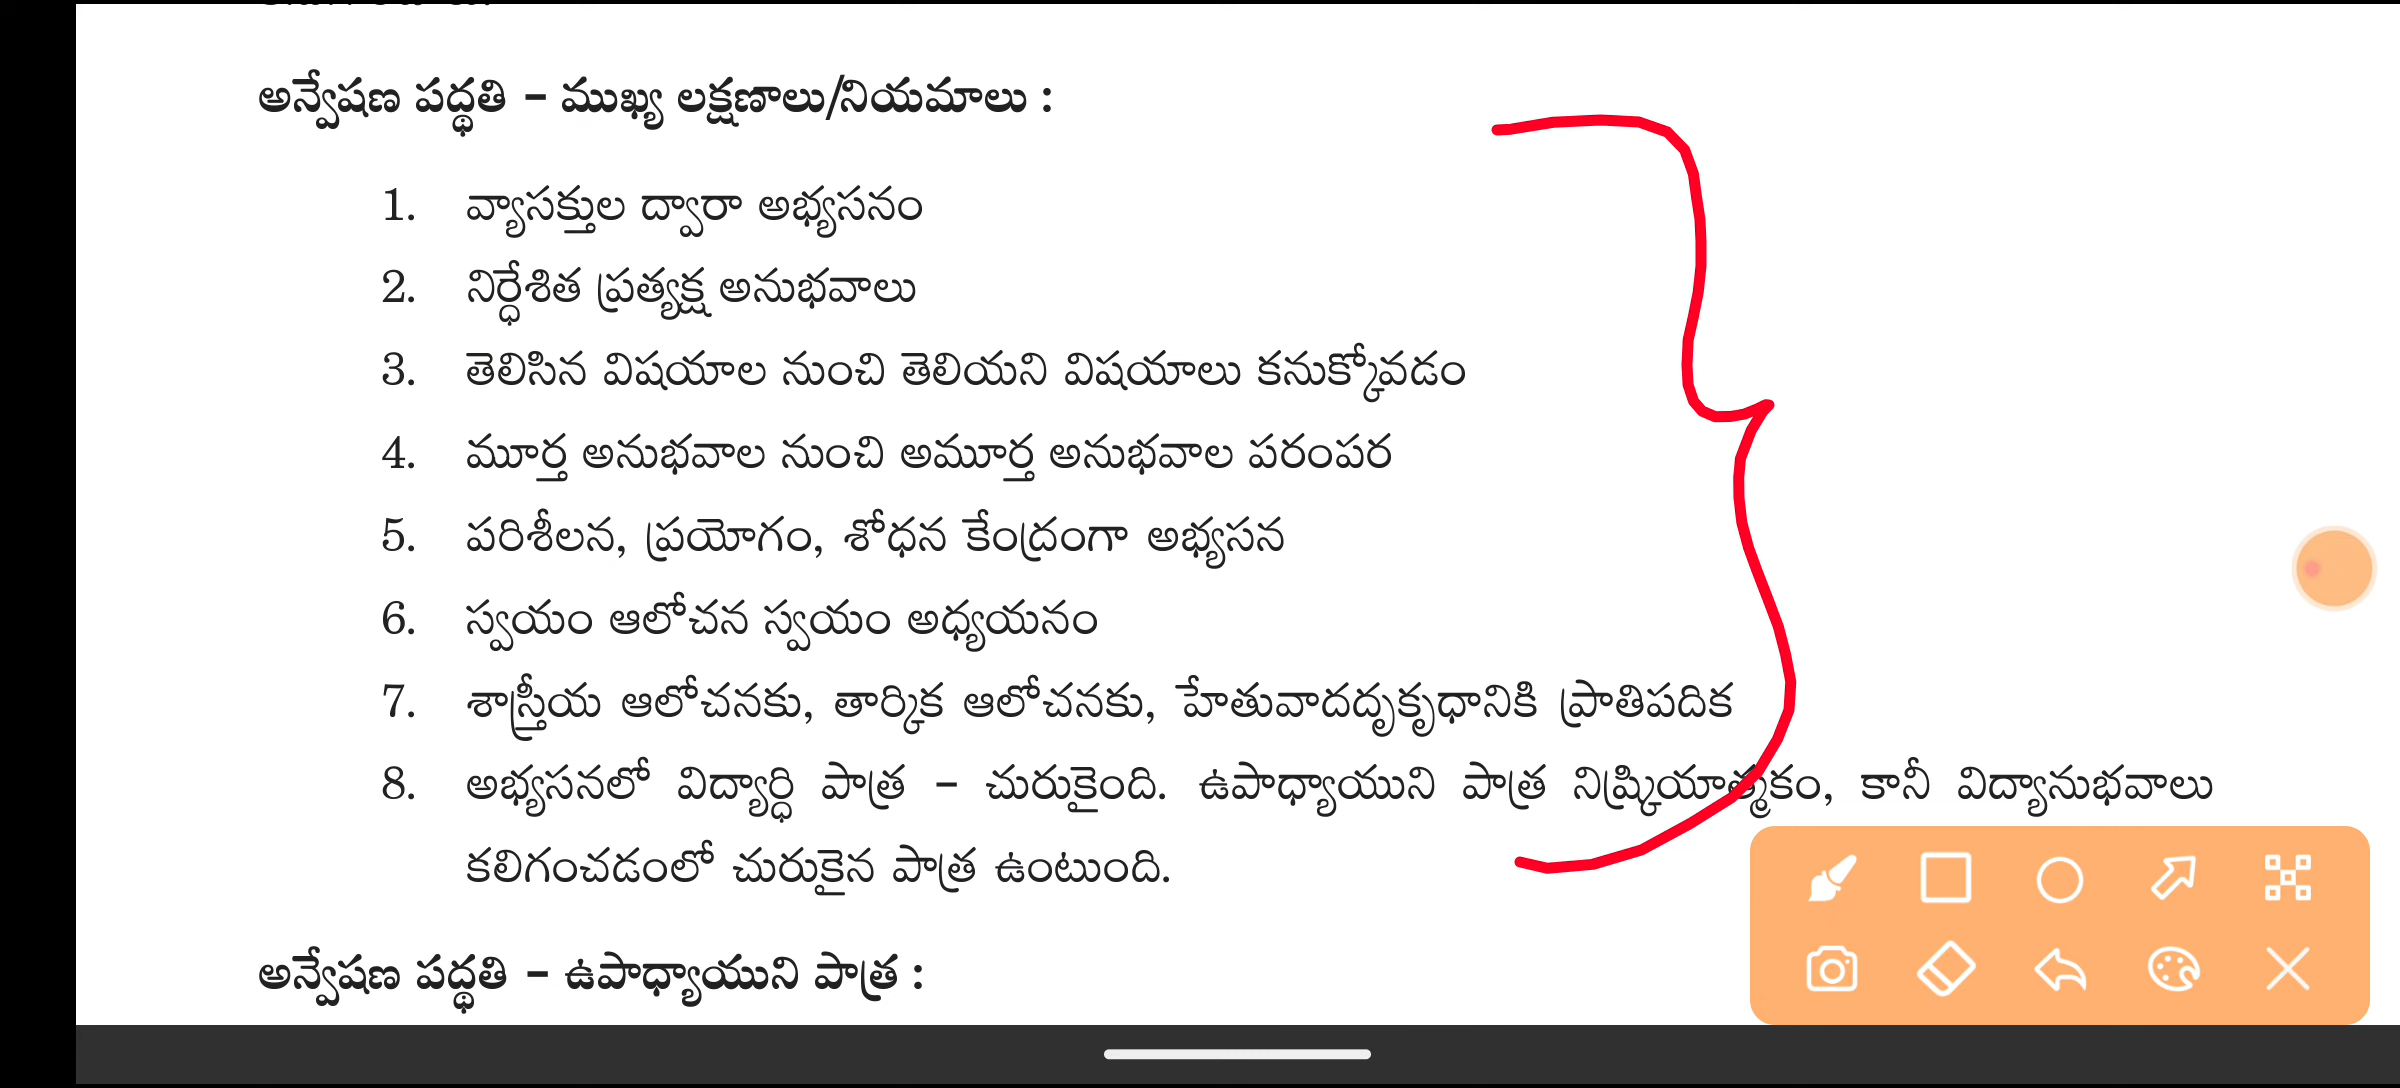 అన్వేషణ పద్ధతి – ముఖ్య లక్షణాలు/నియమాలు :
1. వ్యాసక్తుల ద్వారా అభ్యసనం
2. నిర్ధేశిత ప్రత్యక్ష అనుభవాలు
3. తెలిసిన విషయాల నుంచి తెలియని విషయాలు కనుక్కోవడం
4. మూర్త అనుభవాల నుంచి అమూర్త అనుభవాల పరంపర
5. పరిశీలన, ప్రయోగం, శోధన కేంద్రంగా అభ్యసన
6. స్వయం ఆలోచన స్వయం అధ్యయనం
7. శాస్త్రీయ ఆలోచనకు, తార్కిక ఆలోచనకు, హేతువాదదృకృధానికి ప్రాతిపదిక
8. అభ్యసనలో విద్యార్ధి పాత్ర – చురుకైంది. ఉపాధ్యాయుని పాత్ర నిష్క్రియాత్మకం, కానీ విద్యానుభవాలు
కలిగంచడంలో చురుకైన పాత్ర ఉంటుంది.
అన్వేషణ పద్ధతి – ఉపాధ్యాయుని పాత్ర :